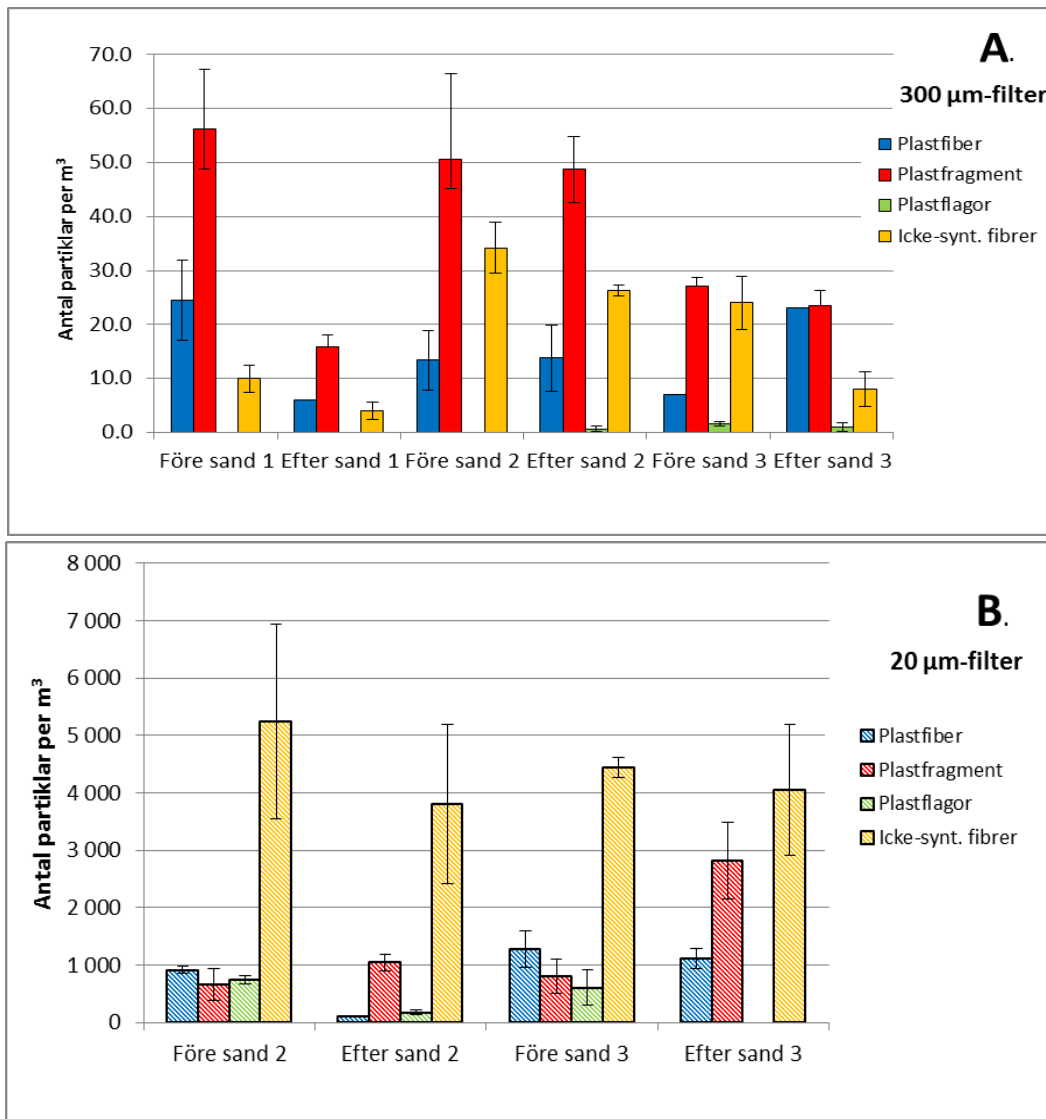 A.
300 µm-filter
Antal partiklar per m³
70.0
60.0
50.0
40.0
30.0
20.0
10.0
0.0
Före sand 1 Efter sand 1 Före sand 2 Efter sand 2 Före sand 3 Efter sand 3
Plastfiber
Plastfragment
Plastflagor
Icke-synt. fibrer
B.
20 µm-filter
Antal partiklar per m³
8 000
7 000
6 000
5 000
4 000
3 000
2 000
1 000
0
Före sand 2 Efter sand 2 Före sand 3 Efter sand 3
Plastfiber
Plastfragment
Plastflagor
Icke-synt. fibrer